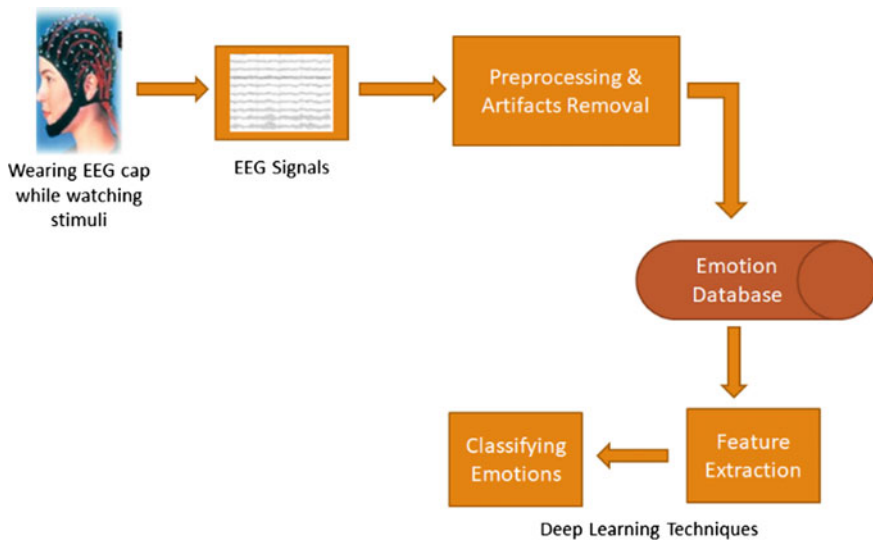 Wearing EEG cap
while watching
stimuli
EEG Signals
Preprocessing &
Artifacts Removal
Emotion
Database
Feature
Extraction
Classifying
Emotions
Deep Learning Techniques